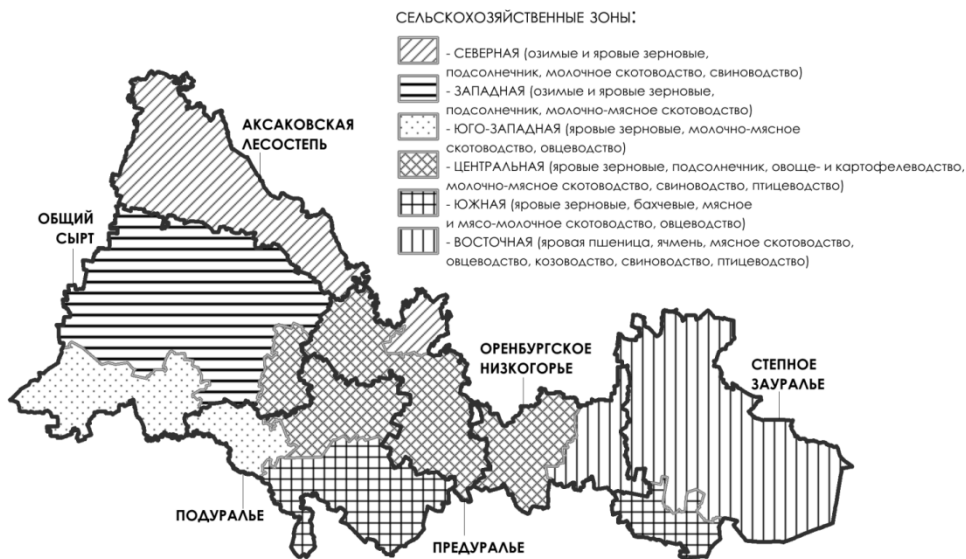 СЕЛЬСКОХОЗЯЙСТВЕННЫЕ ЗОНЫ:
- СЕВЕРНАЯ (озимые и яровые зерновые,
подсолнечник, молочное скотоводство, свиноводство)
- ЗАПАДНАЯ (озимые и яровые зерновые,
подсолнечник, молочно-мясное скотоводство)
- ЮГО-ЗАПАДНАЯ (яровые зерновые, молочно-мясное
скотоводство, овцеводство)
- ЦЕНТРАЛЬНАЯ (яровые зерновые, подсолнечник, овоще- и картофелеводство,
молочно-мясное скотоводство, свиноводство, птицеводство)
- ЮЖНАЯ (яровые зерновые, бахчевые, мясное
и мясо-молочное скотоводство, овцеводство)
- ВОСТОЧНАЯ (яровая пшеница, ячмень, мясное скотоводство,
овцеводство, козоводство, свиноводство, птицеводство)
АКСАКОВСКАЯ
ЛЕСОСТЕПЬ
ОБЩИЙ
СЫРТ
ОРЕНБУРГСКОЕ
НИЗКОГОРЬЕ
СТЕПНОЕ
ЗАУРАЛЬЕ
ПОДУРАЛЬЕ
ПРЕДУРАЛЬЕ